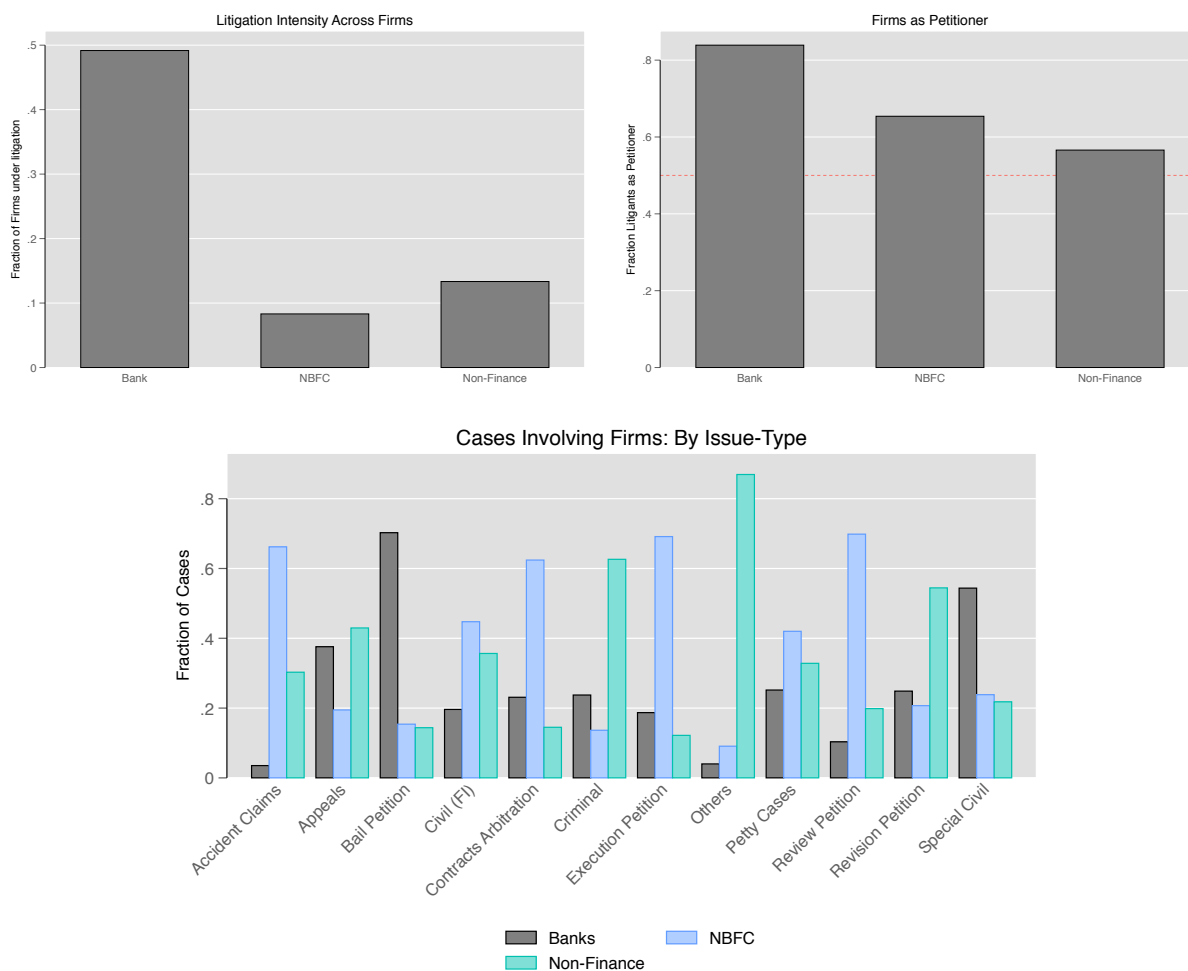 Litigation Intensity Across Firms
Fraction of Firms under litigation
.5
.4
.3
.2
.1
0
Bank
NBFC
Non-Finance
Firms as Petitioner
Fraction Litigants as Petitioner
.8
.6
.4
.2
0
Bank
NBFC
Non-Finance
Cases Involving Firms: By Issue-Type
Fraction of Cases
.8
.6
.4
.2
0
Accident Claims
Appeals
Bail Petition
Civil (FI)
Contracts Arbitration
Criminal
Execution Petition
Others
Petty Cases
Review Petition
Revision Petition
Special Civil
Banks
NBFC
Non-Finance